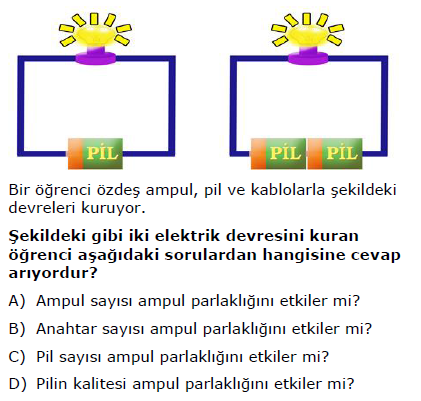 PİL
PİL PİL
Bir öğrenci özdeş ampul, pil ve kablolarla şekildeki
devreleri kuruyor.
Şekildeki gibi iki elektrik devresini kuran
öğrenci aşağıdaki sorulardan hangisine cevap
arıyordur?
A) Ampul sayısı ampul parlaklığını etkiler mi?
B) Anahtar sayısı ampul parlaklığını etkiler mi?
C) Pil sayısı ampul parlaklığını etkiler mi?
D) Pilin kalitesi ampul parlaklığını etkiler mi?